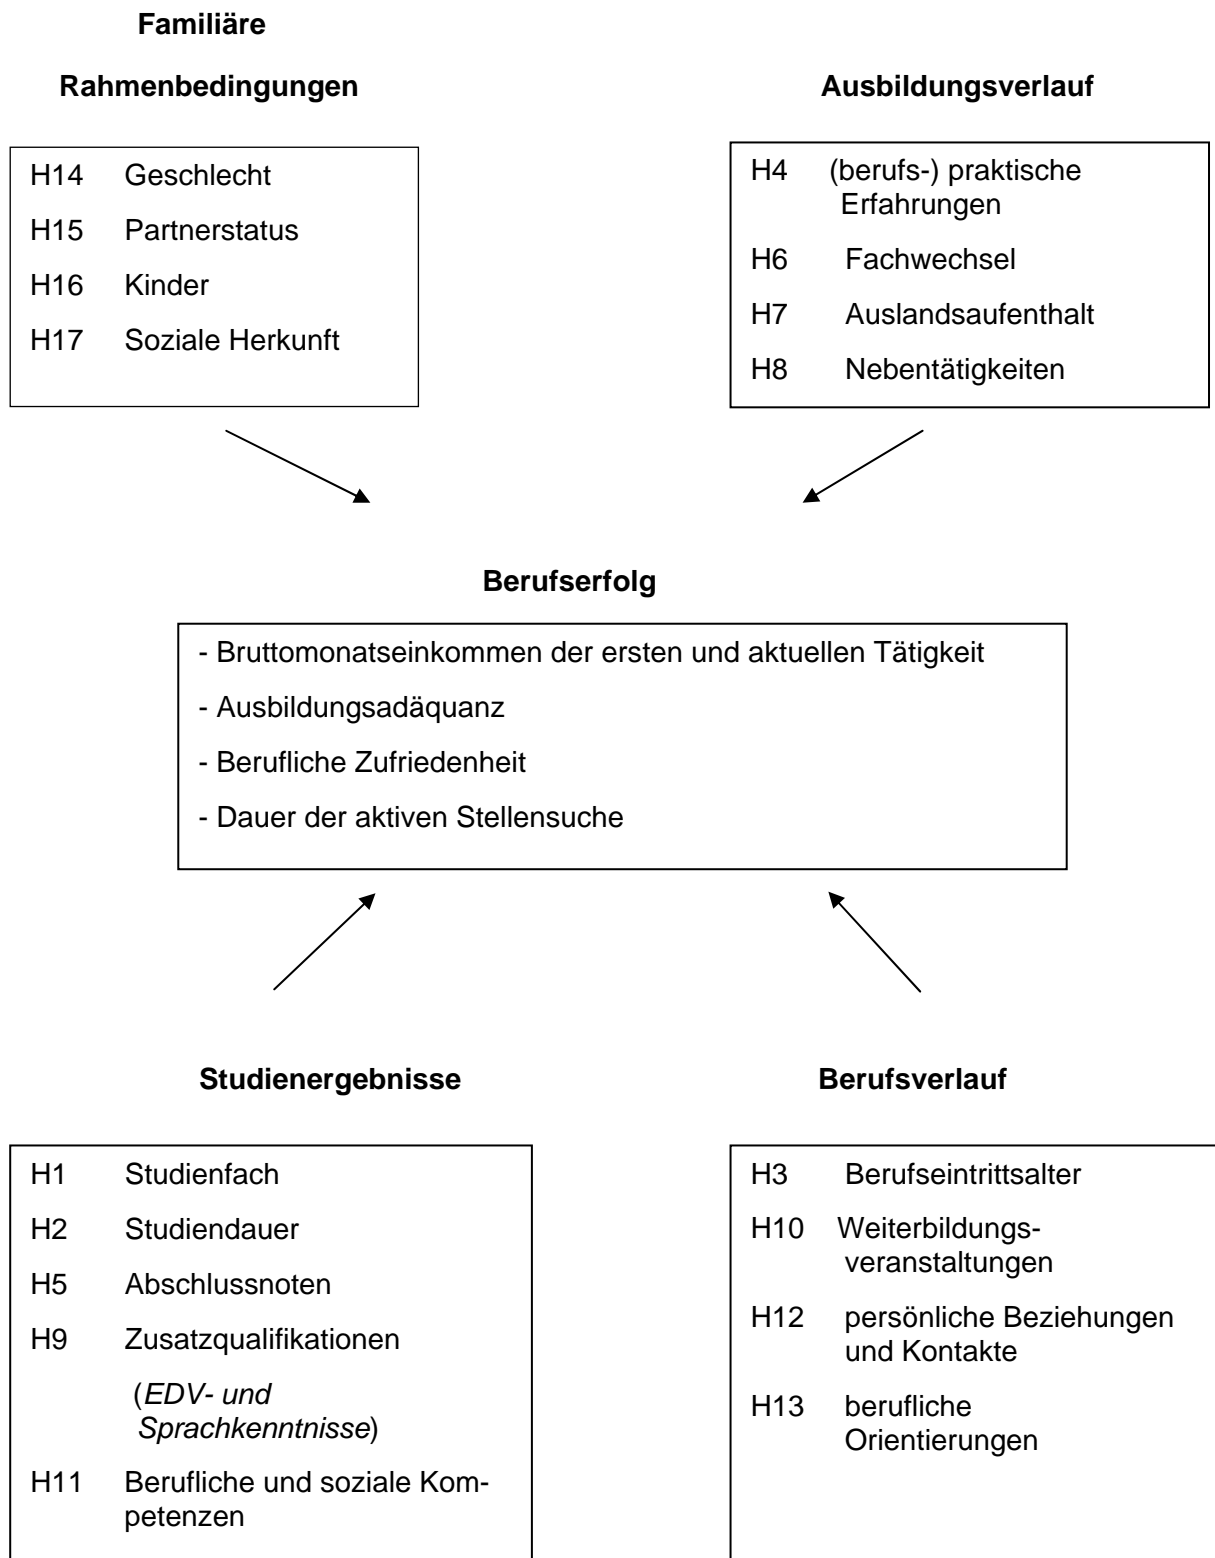 Familiäre
Rahmenbedingungen
H14 Geschlecht
H15 Partnerstatus
H16 Kinder
H17 Soziale Herkunft
Ausbildungsverlauf
H4 (berufs-) praktische
Erfahrungen
H6 Fachwechsel
H7 Auslandsaufenthalt
H8 Nebentätigkeiten
Berufserfolg
- Bruttomonatseinkommen der ersten und aktuellen Tätigkeit
- Ausbildungsadäquanz
- Berufliche Zufriedenheit
- Dauer der aktiven Stellensuche
Studienergebnisse
H1 Studienfach
H2 Studiendauer
H5 Abschlussnoten
H9 Zusatzqualifikationen
(EDV- und
Sprachkenntnisse)
H11 Berufliche und soziale Kom-
petenzen
Berufsverlauf
H3 Berufseintrittsalter
H10 Weiterbildungs-
veranstaltungen
H12 persönliche Beziehungen
und Kontakte
H13 berufliche
Orientierungen